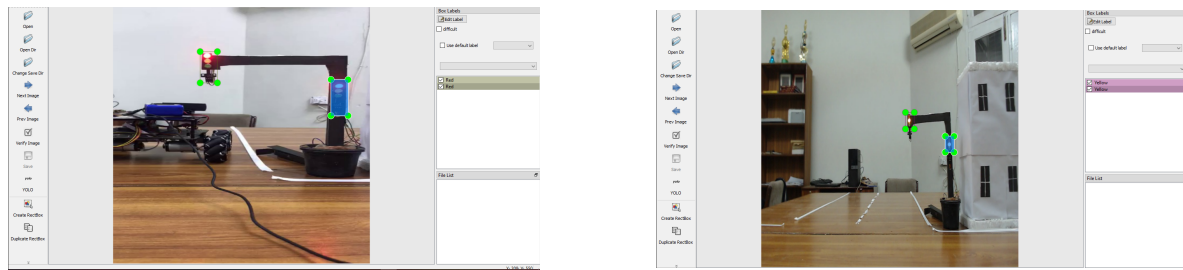 Open
Open Dir
Change Save Dir
Next Image
Prev Image
Verify Image
Save
YOLO
Create RectBox
Duplicate RectBox
Box Labels
Edit Label
difficult
Use default label
Red
Red
File List
Open
Open Dir
Change Save Dir
Next Image
Prev Image
Verify Image
Save
YOLO
Create RectBox
Duplicate RectBox
Box Labels
Edit Label
difficult
Use default label
Yellow
Yellow
File List